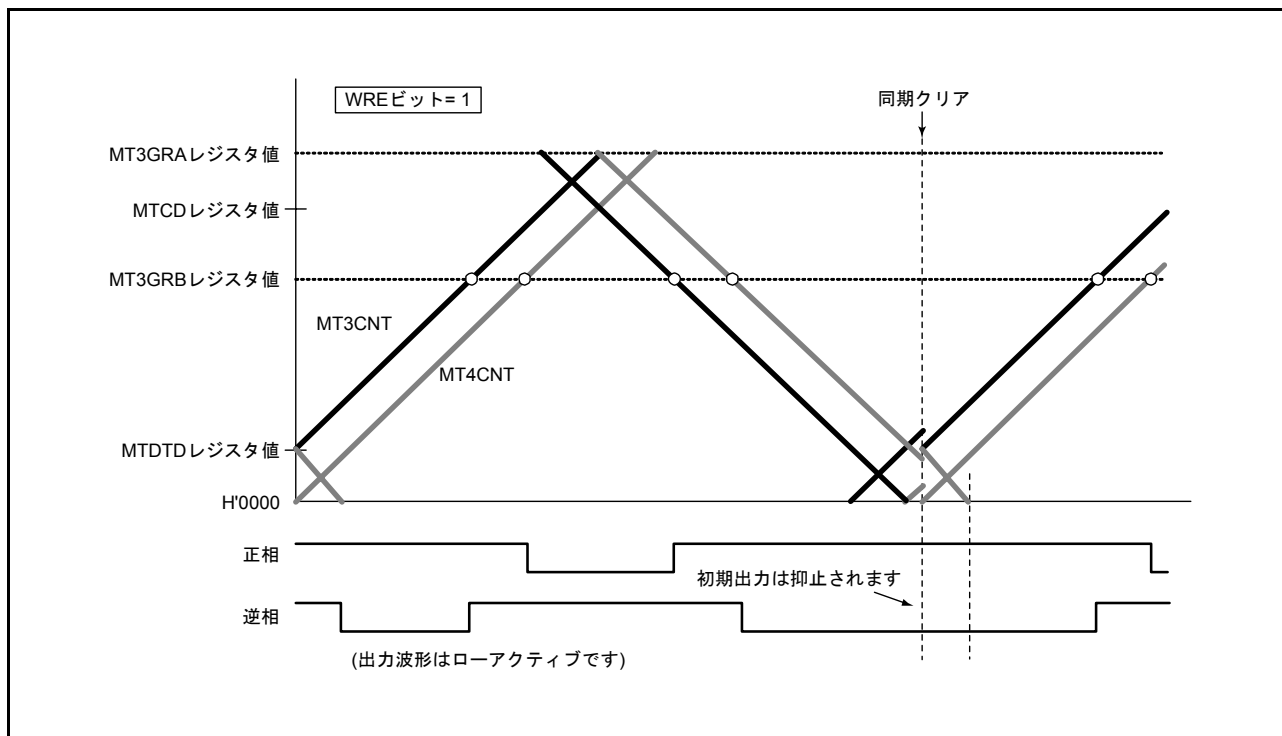 WREビット= 1
同期クリア
MT3GRAレジスタ値
MTCDレジスタ値
MT3GRBレジスタ値
MT3CNT
MT4CNT
MTDTDレジスタ値
H'0000
正相
初期出力は抑止されます
逆相
(出力波形はローアクティブです)